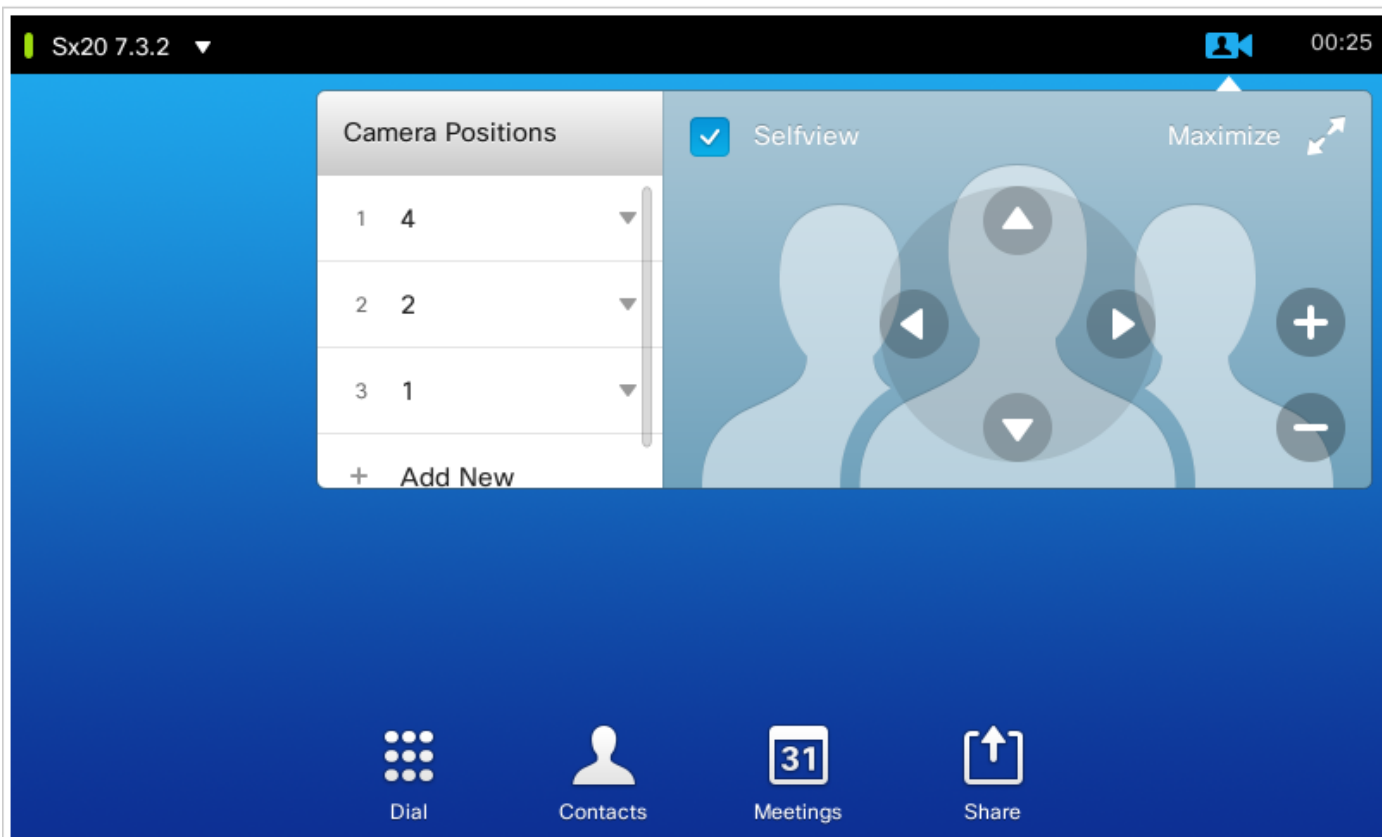 Sx20 7.3.2
00:25
Camera Positions
Selfview
Maximize
1 4
2 2
3 1
+ Add New
31
Dial
Contacts
Meetings
Share